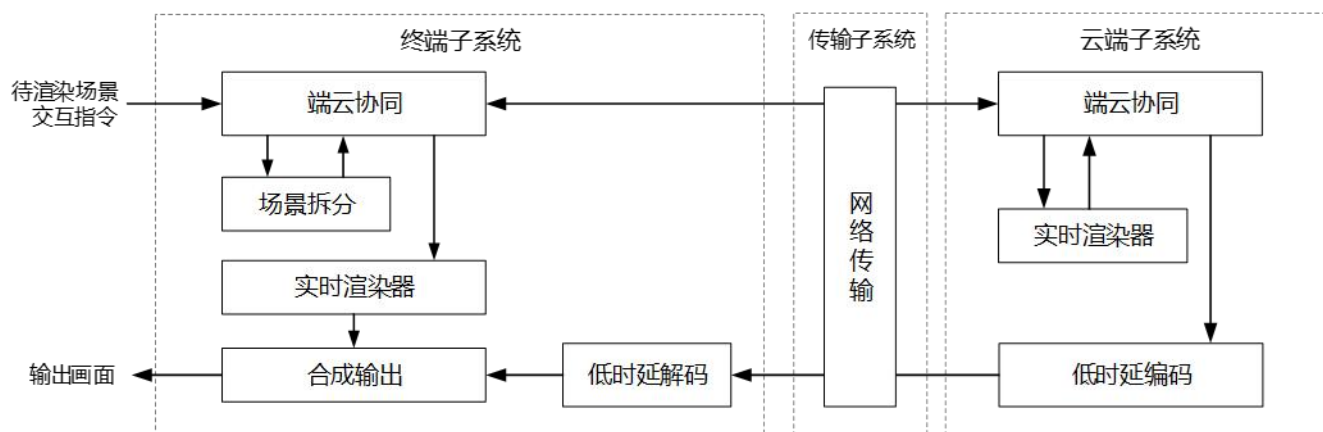 终端子系统
传输子系统
云端子系统
待渲染场景
交互指令
端云协同
端云协同
场景拆分
网络传输
实时渲染器
实时渲染器
输出画面
合成输出
低时延解码
低时延编码